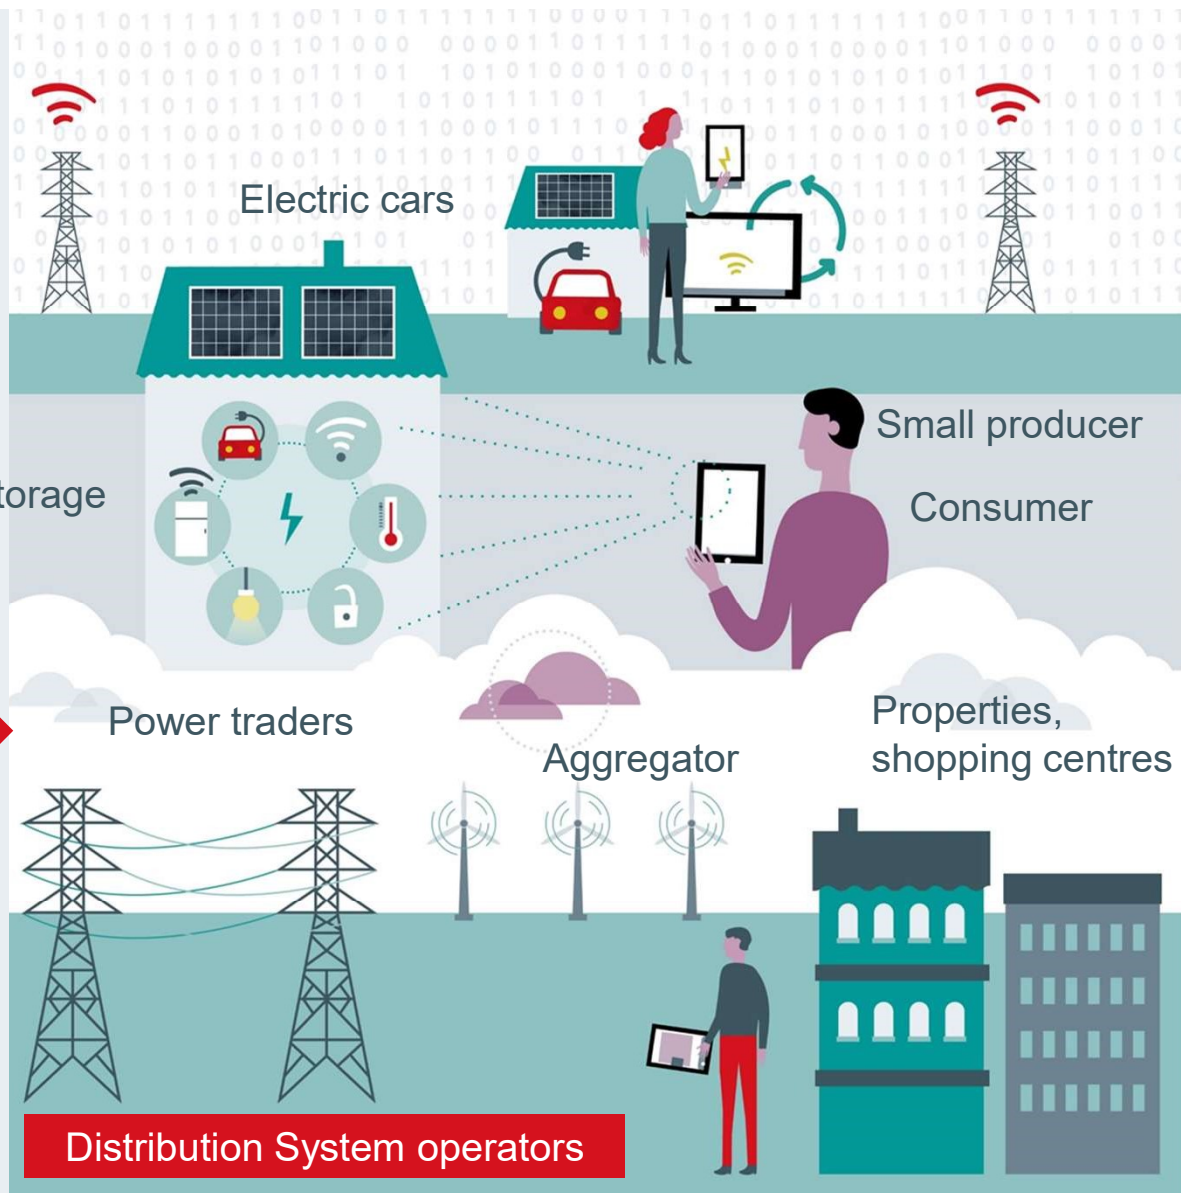 Electric cars
Small producer
torage
Consumer
Power traders
Properties,
shopping centres
Aggregator
Distribution System operators